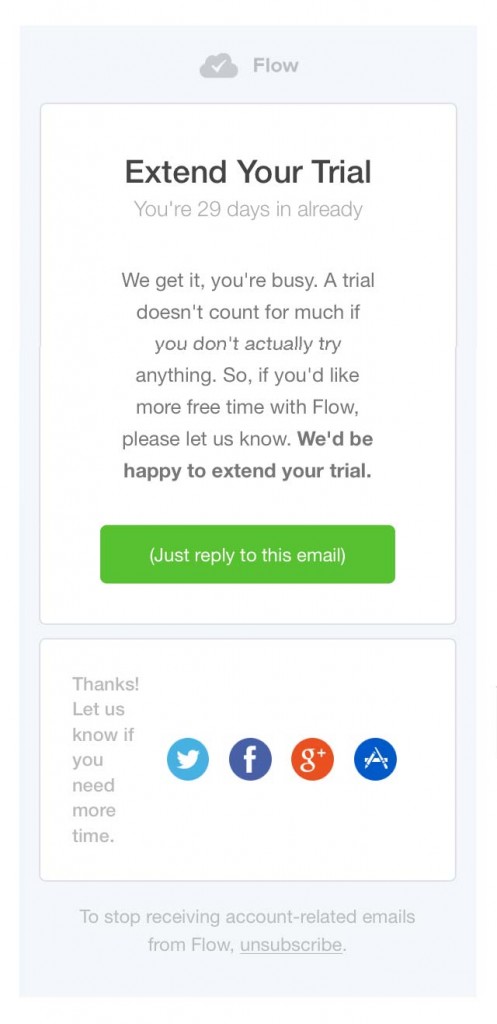 Flow
Extend Your Trial
You're 29 days in already
We get it, you're busy. A trial
doesn't count for much if
you don't actually try
anything. So, if you'd like
more free time with Flow,
please let us know. We'd be
happy to extend your trial.
(Just reply to this email)
Thanks!
Let us
know if
you
need
more
time.
f
g+
To stop receiving account-related emails
from Flow, unsubscribe.